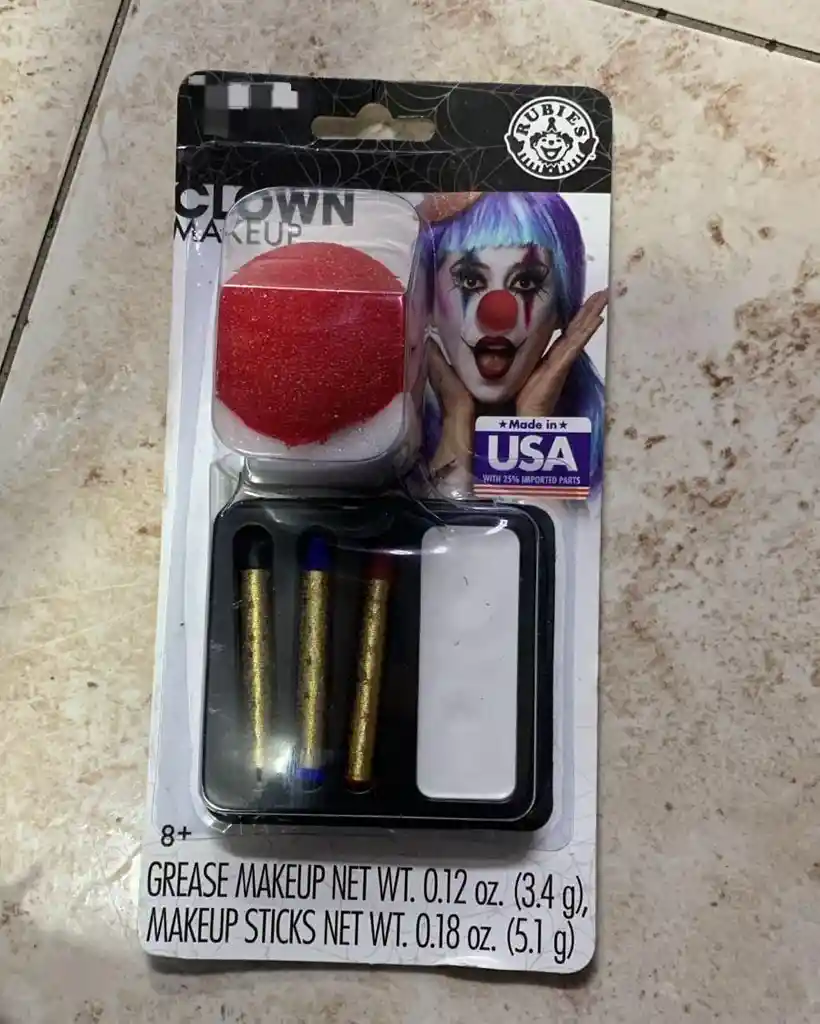 RUBIES
CLOWN
MAKEUP
★Made in★
USA
WITH 25% IMPORTED PARTS
8+
GREASE MAKEUP NET WT. 0.12 oz. (3.4 g),
MAKEUP STICKS NET WT. 0.18 oz. (5.1 g)